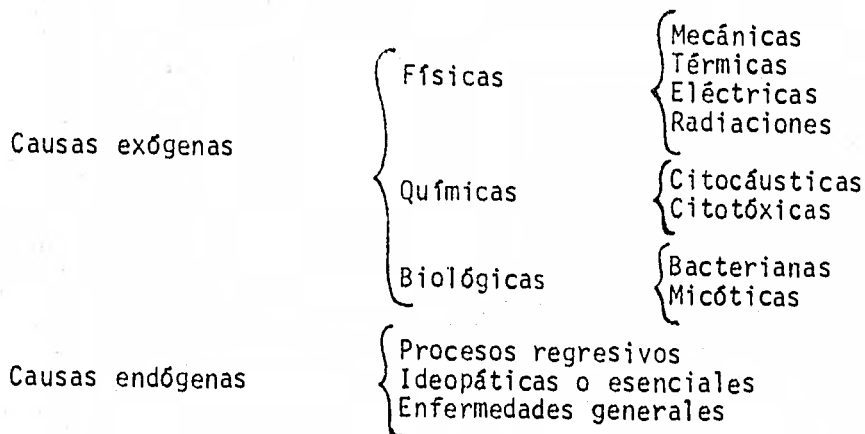 Causas exógenas
Físicas
Mecánicas
Térmicas
Eléctricas
Radiaciones
Químicas
Citocáusticas
Citotóxicas
Biológicas
Bacterianas
Micóticas
Causas endógenas
Procesos regresivos
Ideopáticas o esenciales
Enfermedades generales